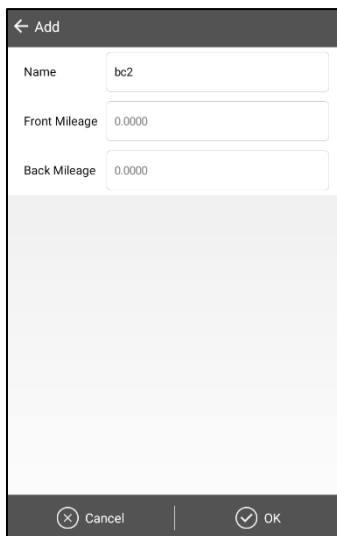 Add
Name bc2
Front Mileage 0.0000
Back Mileage 0.0000
Cancel OK